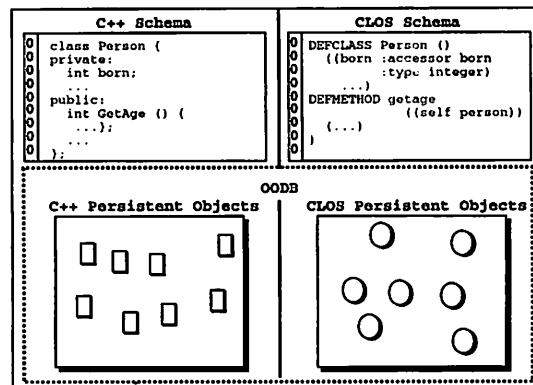 C++ Schema
class Person {
private:
int born;
...
public:
int GetAge () {
...};
...
};
CLOS Schema
DEFCLASS Person ()
((born :accessor born
:type integer)
...)
DEFMETHOD getage
((self person))
(...)
)
OODB
C++ Persistent Objects
CLOS Persistent Objects